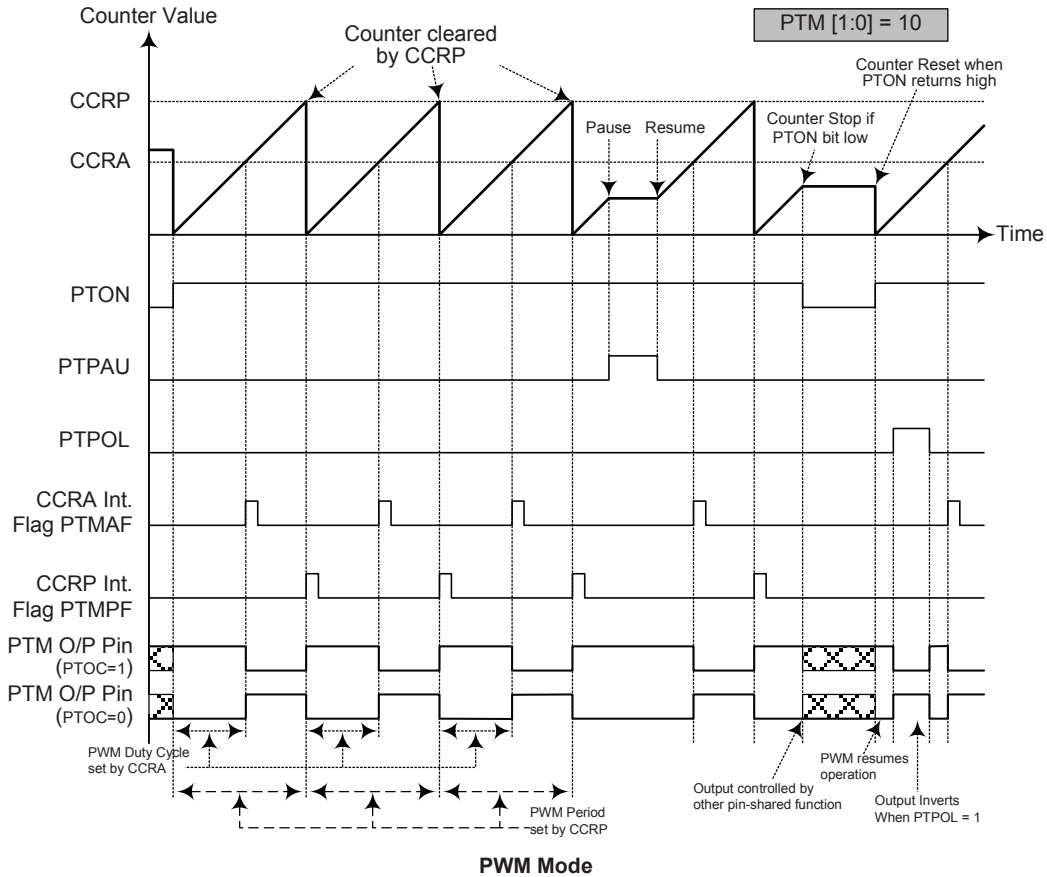 Counter Value
PTM [1:0] = 10
Counter cleared
by CCRP
Counter Reset when
PTON returns high
CCRP
Counter Stop if
PTON bit low
Pause
Resume
CCRA
Time
PTON
PTPAU
PTPOL
CCRA Int.
Flag PTMAF
CCRP Int.
Flag PTMPF
PTM O/P Pin
(PTOC=1)
PTM O/P Pin
(PTOC=0)
PWM Duty Cycle
set by CCRA
PWM resumes
operation
Output controlled by
other pin-shared function
Output Inverts
When PTPOL = 1
PWM Period
set by CCRP
PWM Mode